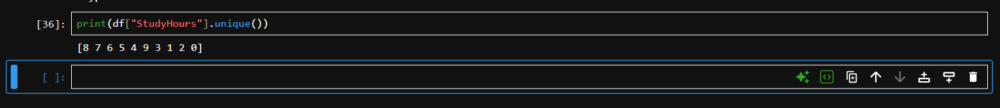 [36]: print(df["StudyHours"].unique())
[8 7 6 5 4 9 3 1 2 0]
[ ]: